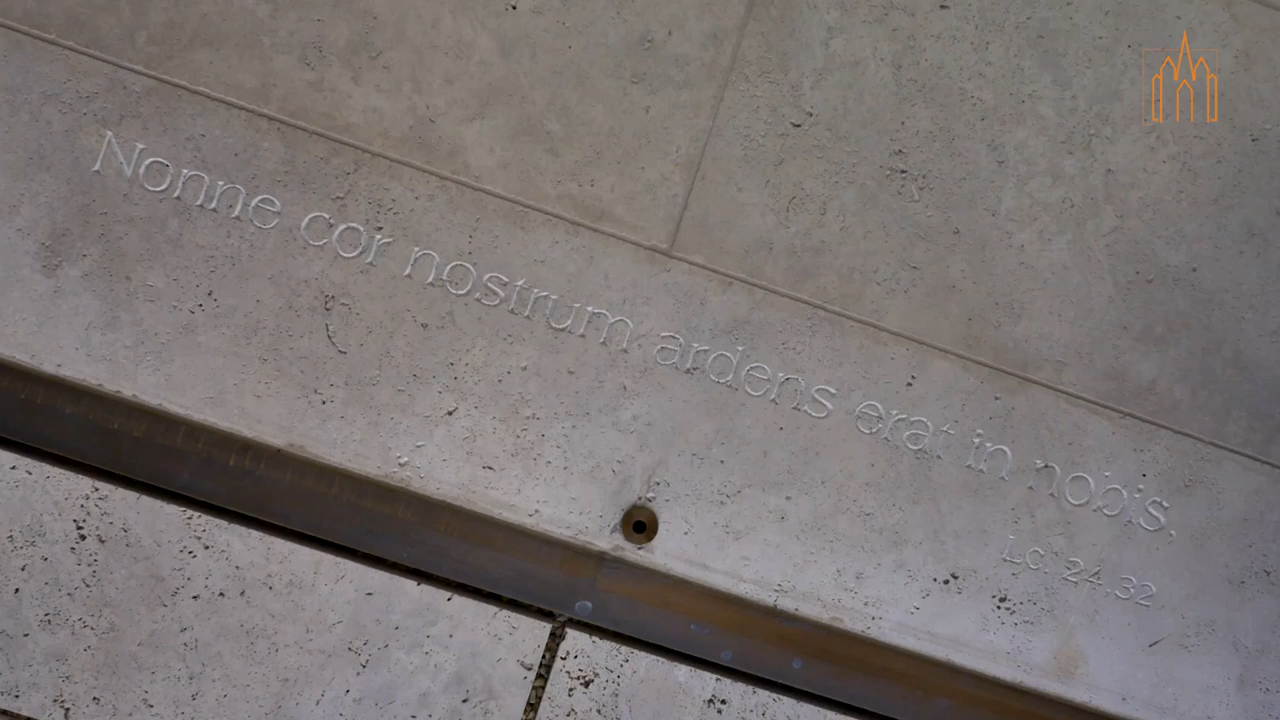 Nonne cor nostrum ardens erat in nobis,
Lc. 24,32